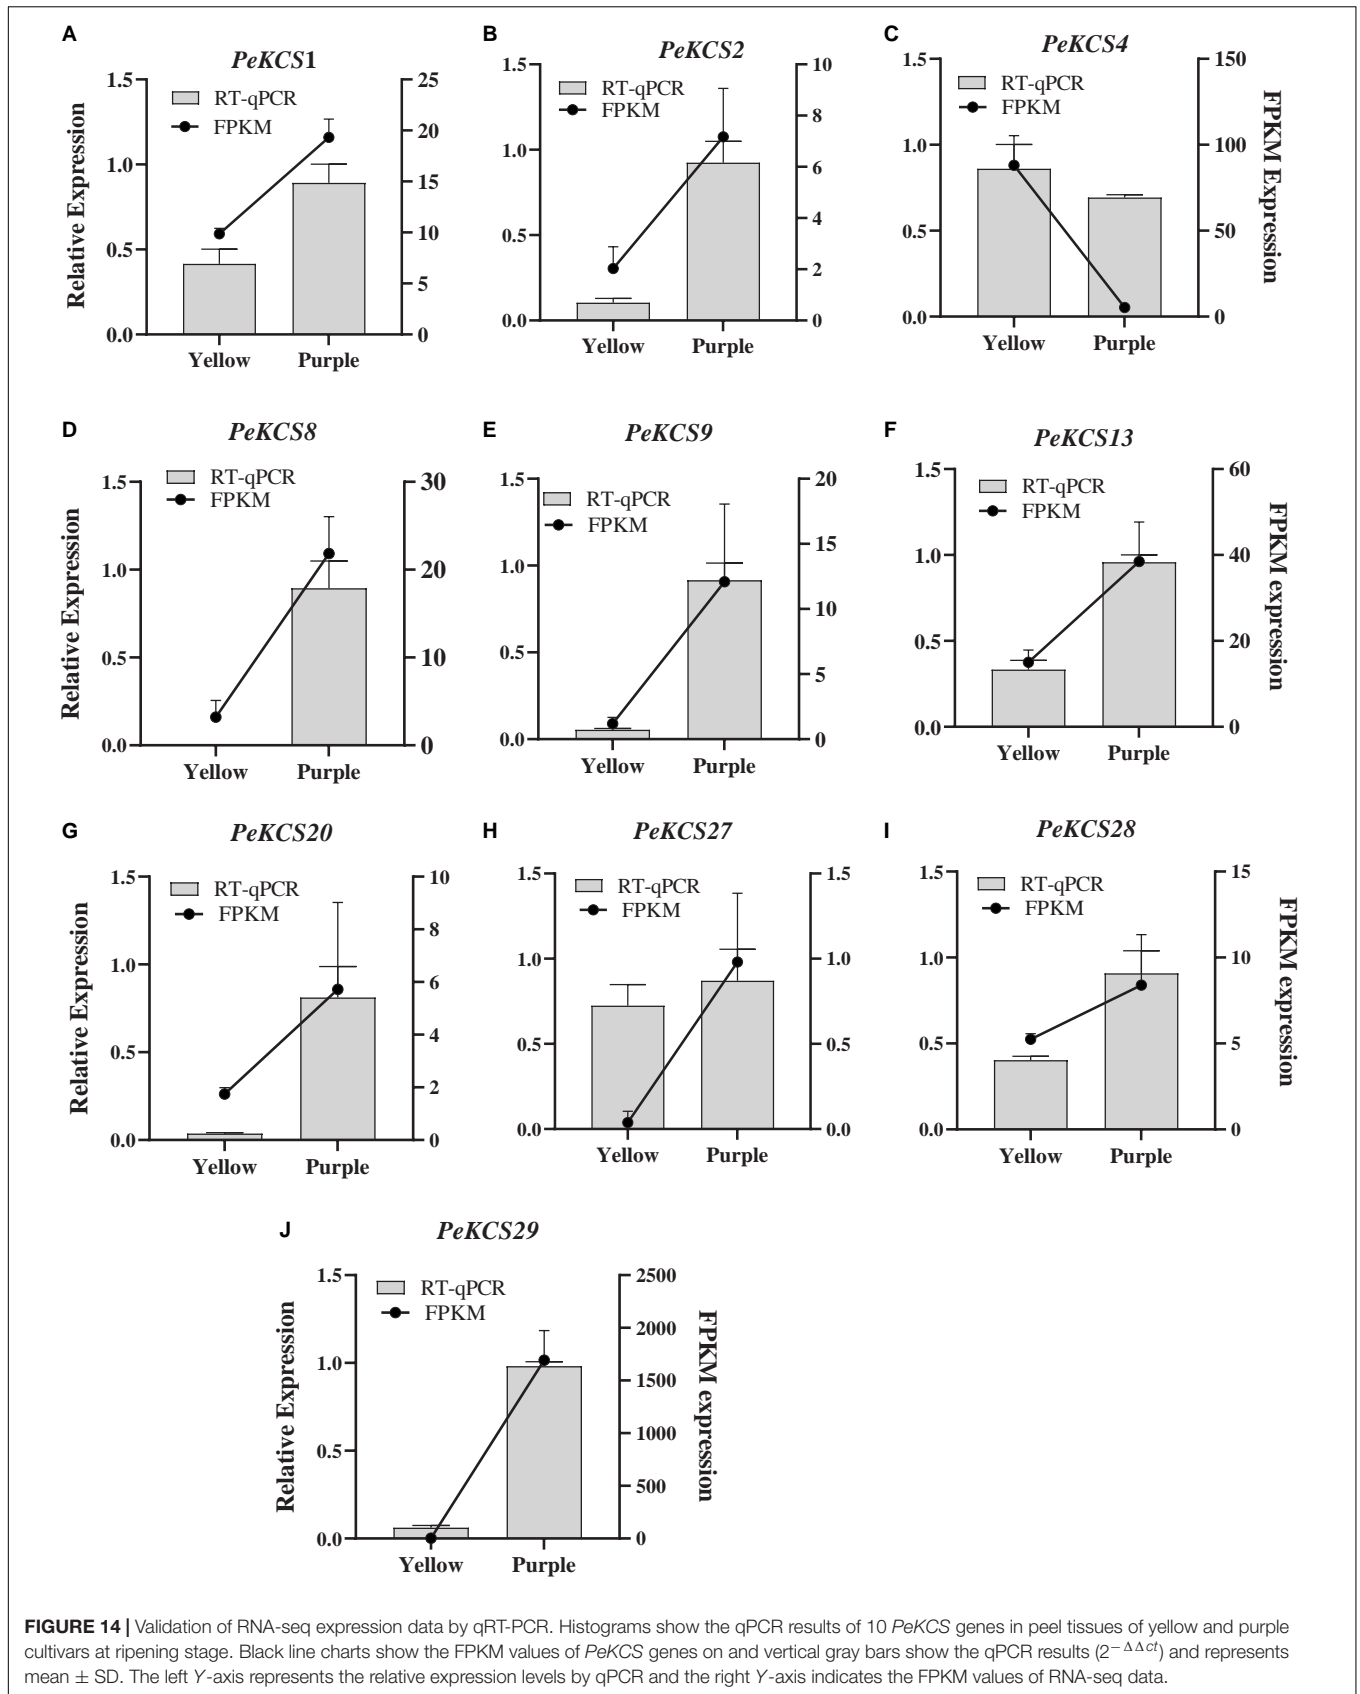 A
PeKCS1
1.5
1.0
0.5
0.0
Relative Expression
RT-qPCR
FPKM
25
20
15
10
5
0
Yellow Purple
B
PeKCS2
1.5
1.0
0.5
0.0
RT-qPCR
FPKM
10
8
6
4
2
0
Yellow Purple
C
PeKCS4
1.5
1.0
0.5
0.0
RT-qPCR
FPKM
150
100
50
0
FPKM Expression
Yellow Purple
D
PeKCS8
1.5
1.0
0.5
0.0
Relative Expression
RT-qPCR
FPKM
30
20
10
0
Yellow Purple
E
PeKCS9
1.5
1.0
0.5
0.0
RT-qPCR
FPKM
20
15
10
5
0
Yellow Purple
F
PeKCS13
1.5
1.0
0.5
0.0
RT-qPCR
FPKM
60
40
20
0
FPKM expression
Yellow Purple
G
PeKCS20
1.5
1.0
0.5
0.0
Relative Expression
RT-qPCR
FPKM
10
8
6
4
2
0
Yellow Purple
H
PeKCS27
1.5
1.0
0.5
0.0
RT-qPCR
FPKM
1.5
1.0
0.5
0.0
Yellow Purple
I
PeKCS28
1.5
1.0
0.5
0.0
RT-qPCR
FPKM
15
10
5
0
FPKM expression
Yellow Purple
J
PeKCS29
1.5
1.0
0.5
0.0
Relative Expression
RT-qPCR
FPKM
2500
2000
1500
1000
500
0
FPKM expression
Yellow Purple
FIGURE 14 | Validation of RNA-seq expression data by qRT-PCR. Histograms show the qPCR results of 10 PeKCS genes in peel tissues of yellow and purple
cultivars at ripening stage. Black line charts show the FPKM values of PeKCS genes on and vertical gray bars show the qPCR results (2−ΔΔct) and represents
mean ± SD. The left Y-axis represents the relative expression levels by qPCR and the right Y-axis indicates the FPKM values of RNA-seq data.